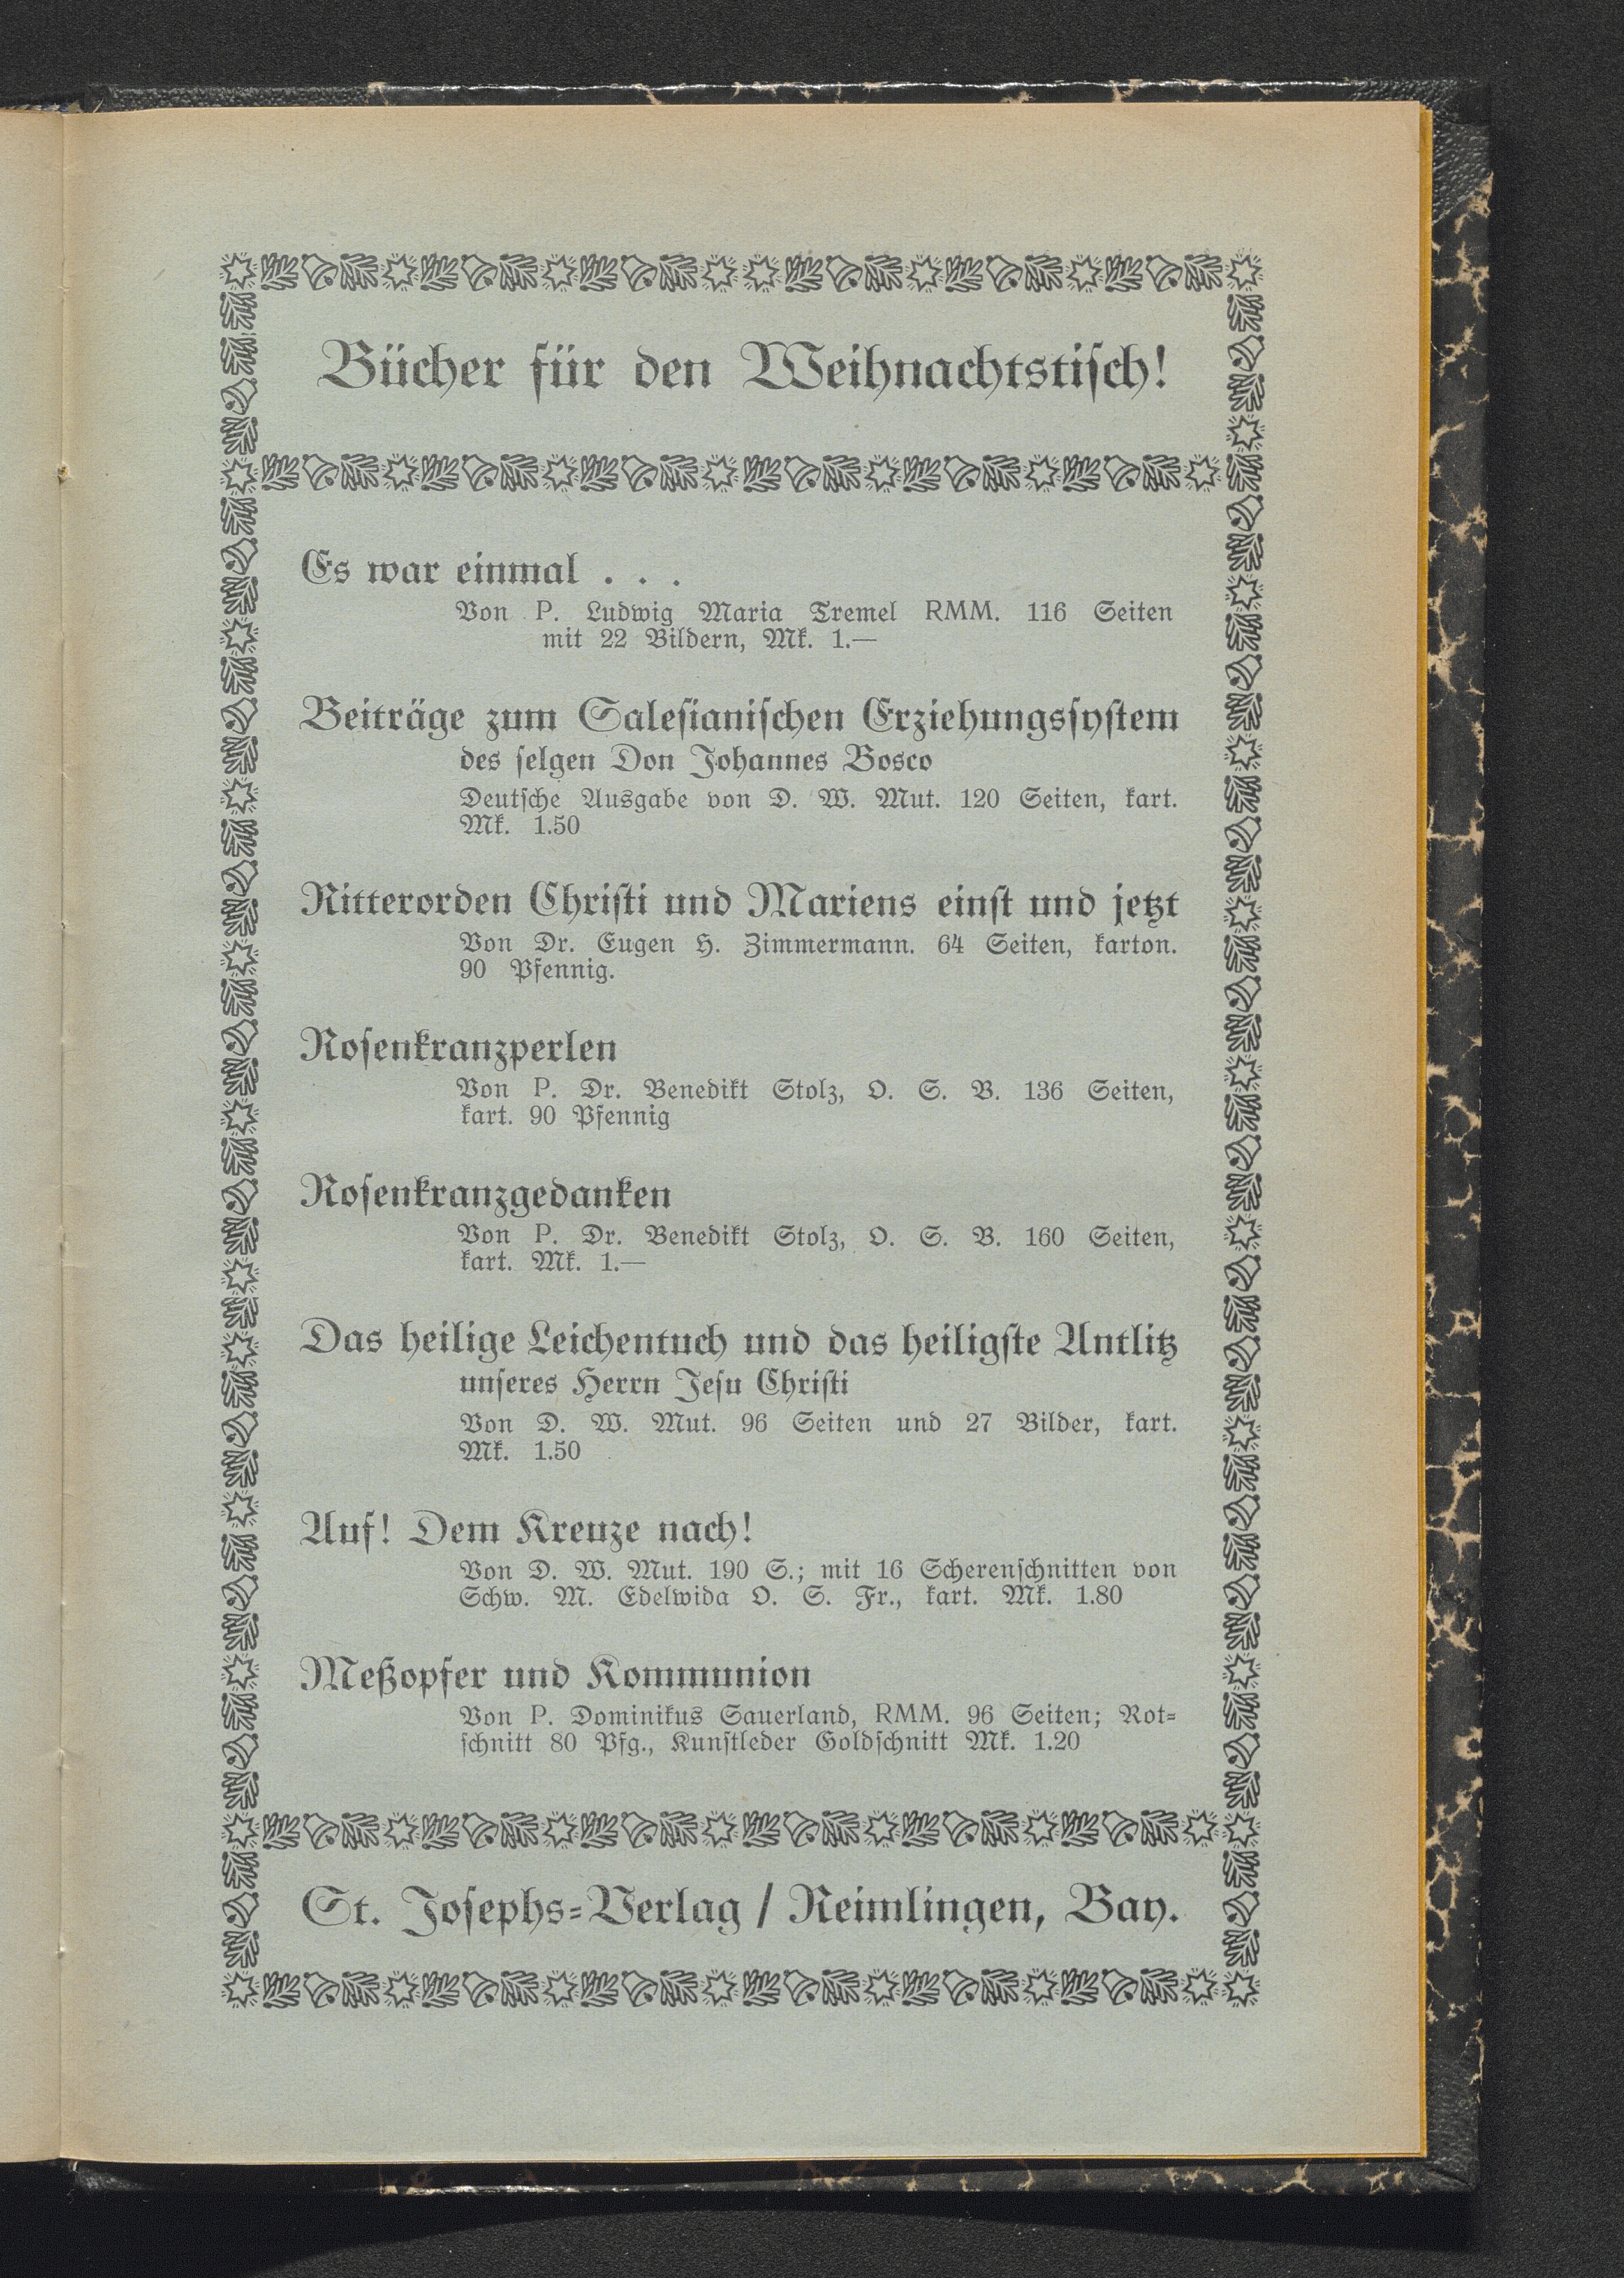 Bücher für den Weihnachtstisch!
Es war einmal . . .
Von P. Ludwig Maria Tremel RMM. 116 Seiten
mit 22 Bildern, Mk. 1.—
Beiträge zum Salesianischen Erziehungssystem
des selgen Don Johannes Bosco
Deutsche Ausgabe von D. W. Mut. 120 Seiten, kart.
Mk. 1.50
Ritterorden Christi und Mariens einst und jetzt
Von Dr. Eugen H. Zimmermann. 64 Seiten, karton.
90 Pfennig.
Rosenkranzperlen
Von P. Dr. Benedikt Stolz, O. S. B. 136 Seiten,
kart. 90 Pfennig
Rosenkranzgedanken
Von P. Dr. Benedikt Stolz, O. S. B. 160 Seiten,
kart. Mk. 1.—
Das heilige Leichentuch und das heiligste Antlitz
unseres Herrn Jesu Christi
Von D. W. Mut. 96 Seiten und 27 Bilder, kart.
Mk. 1.50
Auf! Dem Kreuze nach!
Von D. W. Mut. 190 S.; mit 16 Scherenschnitten von
Schw. M. Edelwida O. S. Fr., kart. Mk. 1.80
Meßopfer und Kommunion
Von P. Dominikus Sauerland, RMM. 96 Seiten; Rot-
schnitt 80 Pfg., Kunstleder Goldschnitt Mk. 1.20
St. Josephs-Verlag / Reimlingen, Bay.